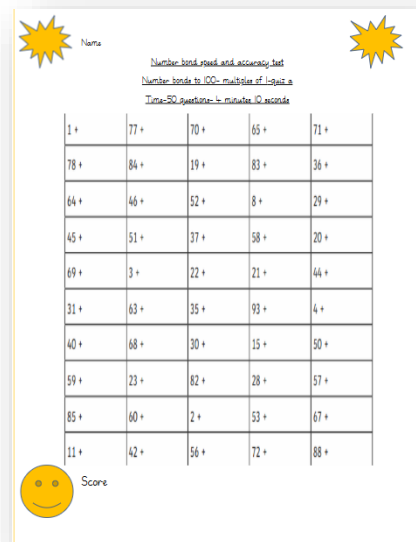 Name
Number bond speed and accuracy test
Number bonds to 100- multiples of 1-quiz a
Time-50 questions- 4 minutes 10 seconds
1 + 77 + 70 + 65 + 71 +
78 + 84 + 19 + 83 + 36 +
64 + 46 + 52 + 8 + 29 +
45 + 51 + 37 + 58 + 20 +
69 + 3 + 22 + 21 + 44 +
31 + 63 + 35 + 93 + 4 +
40 + 68 + 30 + 15 + 50 +
59 + 23 + 82 + 28 + 57 +
85 + 60 + 2 + 53 + 67 +
11 + 42 + 56 + 72 + 88 +
Score